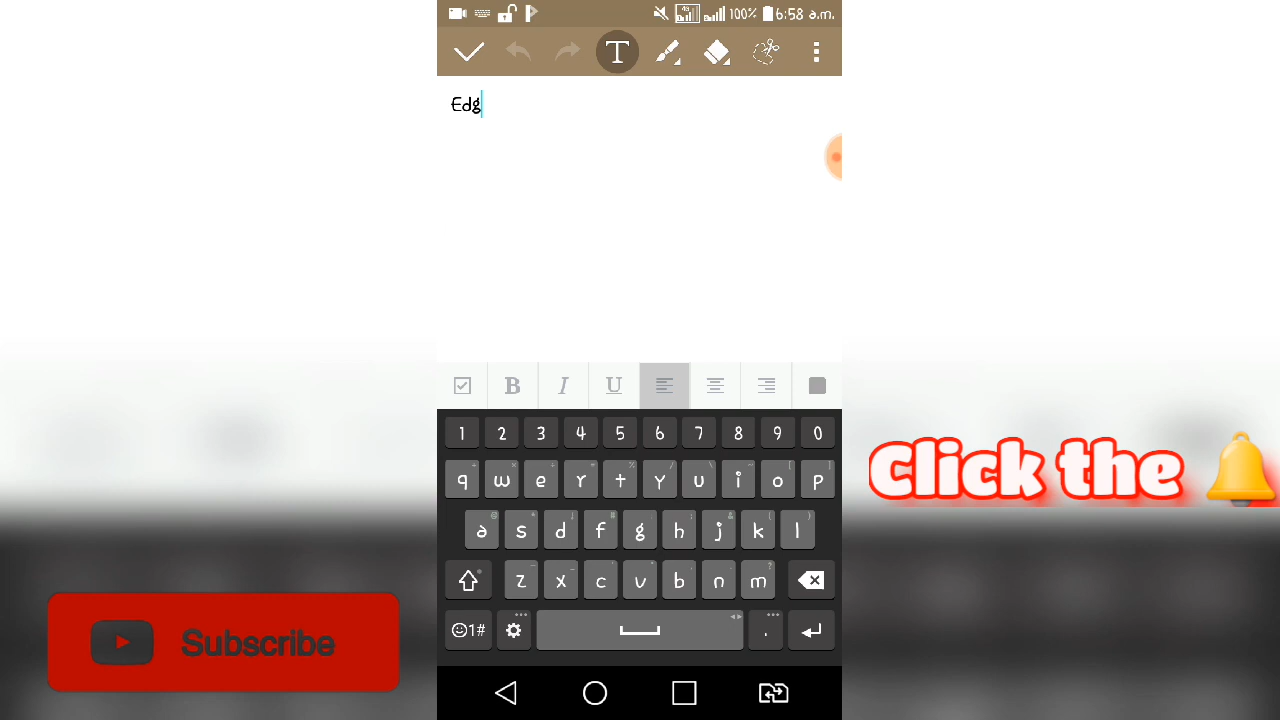 100% 6:58 a.m.
T
Edg
B I U
1 2 3 4 5 6 7 8 9 0
q w e r t y u i o p
a s d f g h j k l
z x c v b n m
1# .
Click the
Subscribe